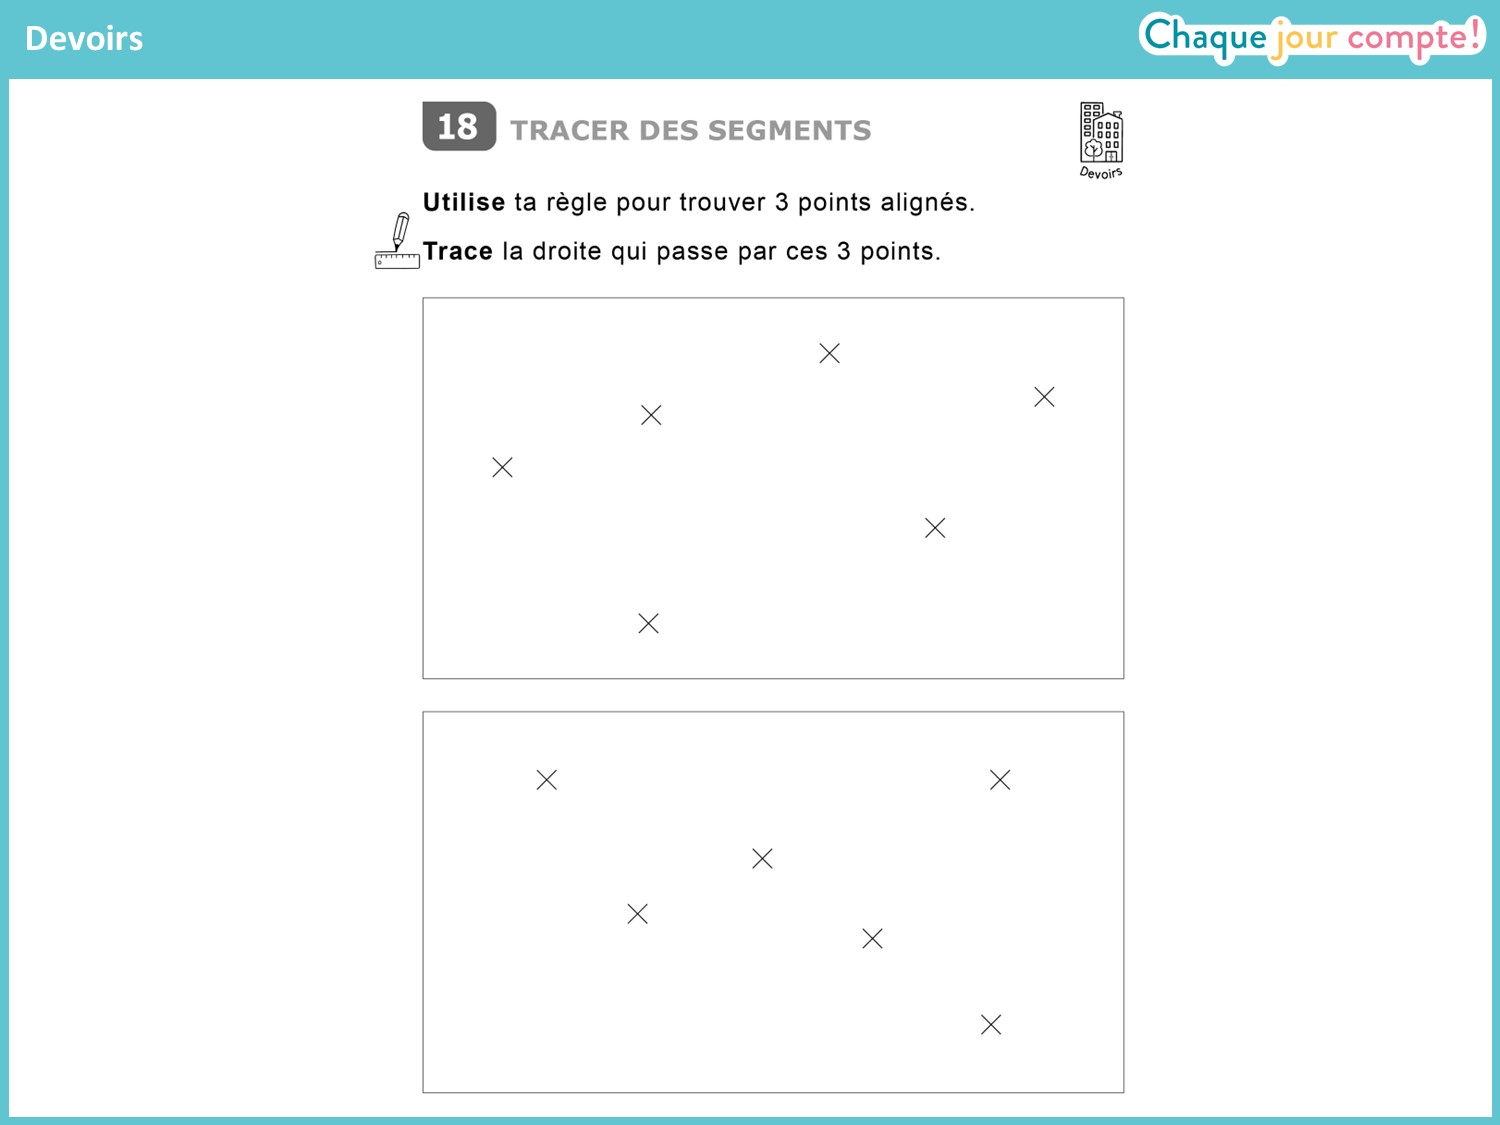 Devoirs
Chaque jour compte!
18 TRACER DES SEGMENTS
Devoirs
Utilise ta règle pour trouver 3 points alignés.
Trace la droite qui passe par ces 3 points.